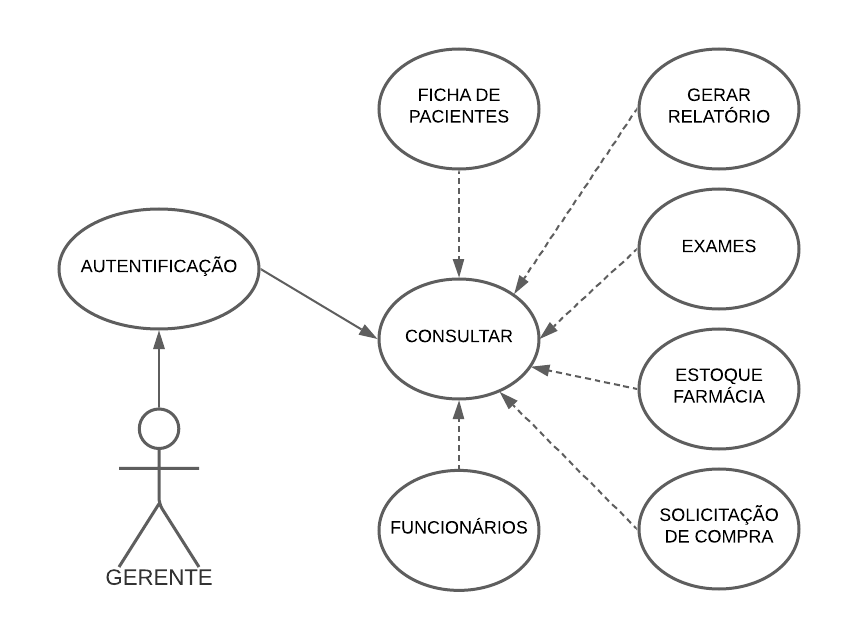 FICHA DE
PACIENTES
GERAR
RELATÓRIO
AUTENTIFICAÇÃO
EXAMES
CONSULTAR
ESTOQUE
FARMÁCIA
FUNCIONÁRIOS
SOLICITAÇÃO
DE COMPRA
GERENTE